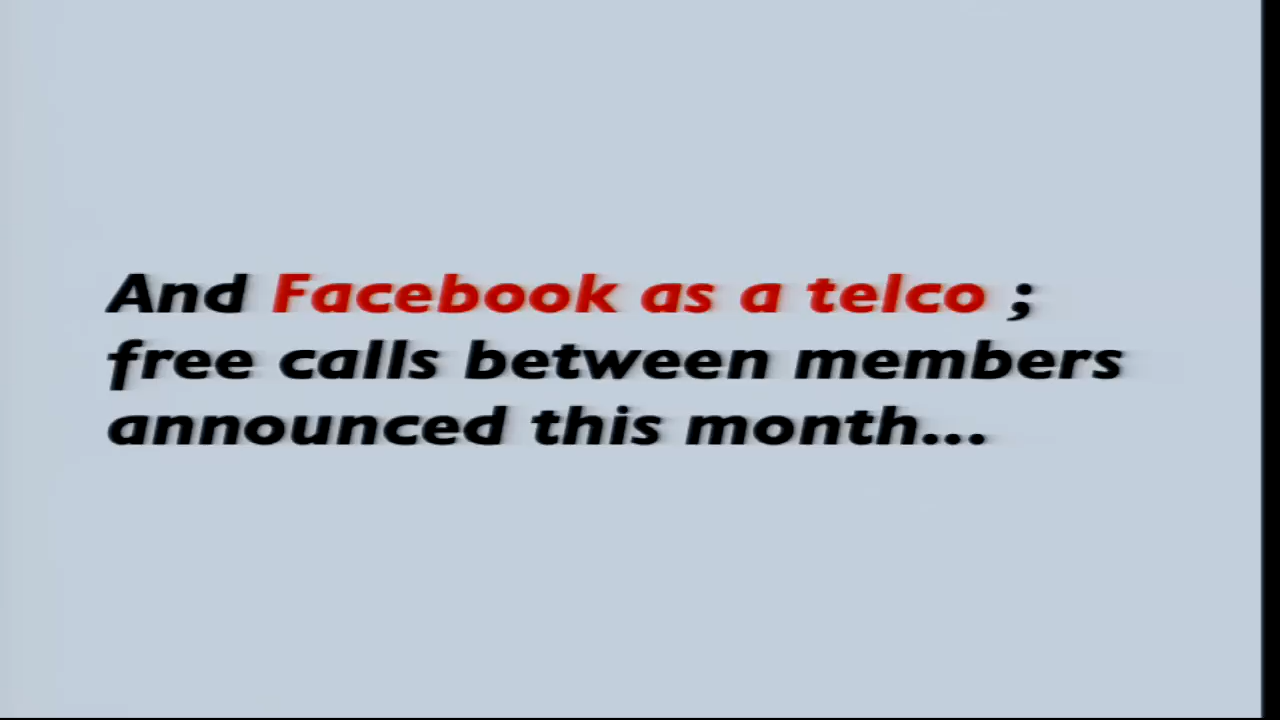 And Facebook as a telco ;
free calls between members
announced this month...